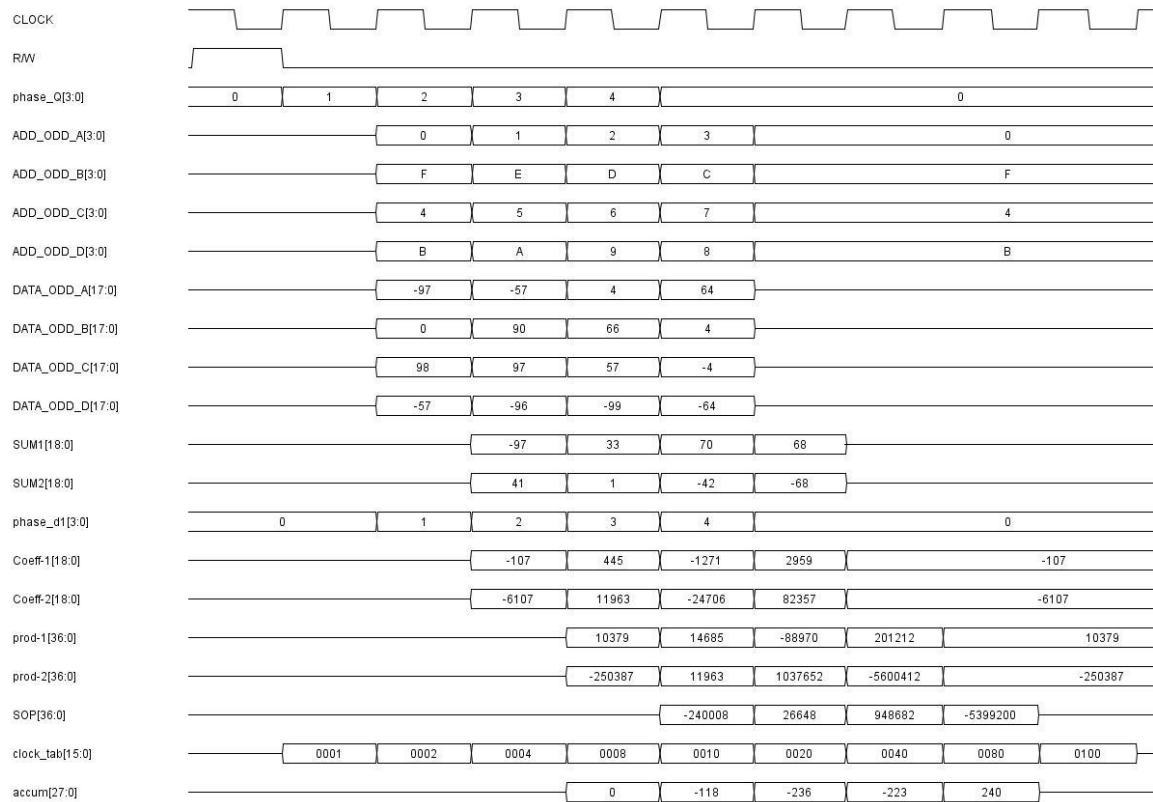 CLOCK
R/W
phase_Q[3:0] 0 1 2 3 4 0
ADD_ODD_A[3:0] 0 1 2 3 0
ADD_ODD_B[3:0] F E D C F
ADD_ODD_C[3:0] 4 5 6 7 4
ADD_ODD_D[3:0] B A 9 8 B
DATA_ODD_A[17:0] -97 -57 4 64
DATA_ODD_B[17:0] 0 90 66 4
DATA_ODD_C[17:0] 98 97 57 -4
DATA_ODD_D[17:0] -57 -96 -99 -64
SUM1[18:0] -97 33 70 68
SUM2[18:0] 41 1 -42 -68
phase_d1[3:0] 0 1 2 3 4 0
Coeff-1[18:0] -107 445 -1271 2959 -107
Coeff-2[18:0] -6107 11963 -24706 82357 -6107
prod-1[36:0] 10379 14685 -88970 201212 10379
prod-2[36:0] -250387 11963 1037652 -5600412 -250387
SOP[36:0] -240008 26648 948682 -5399200
clock_tab[15:0] 0001 0002 0004 0008 0010 0020 0040 0080 0100
accum[27:0] 0 -118 -236 -223 240